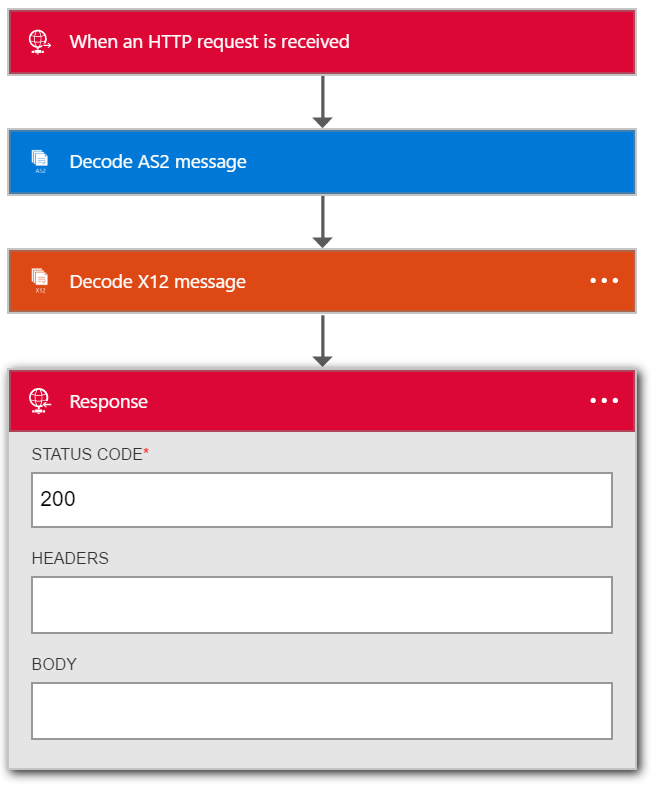 When an HTTP request is received
AS2
Decode AS2 message
X12
Decode X12 message
Response
STATUS CODE*
200
HEADERS
BODY